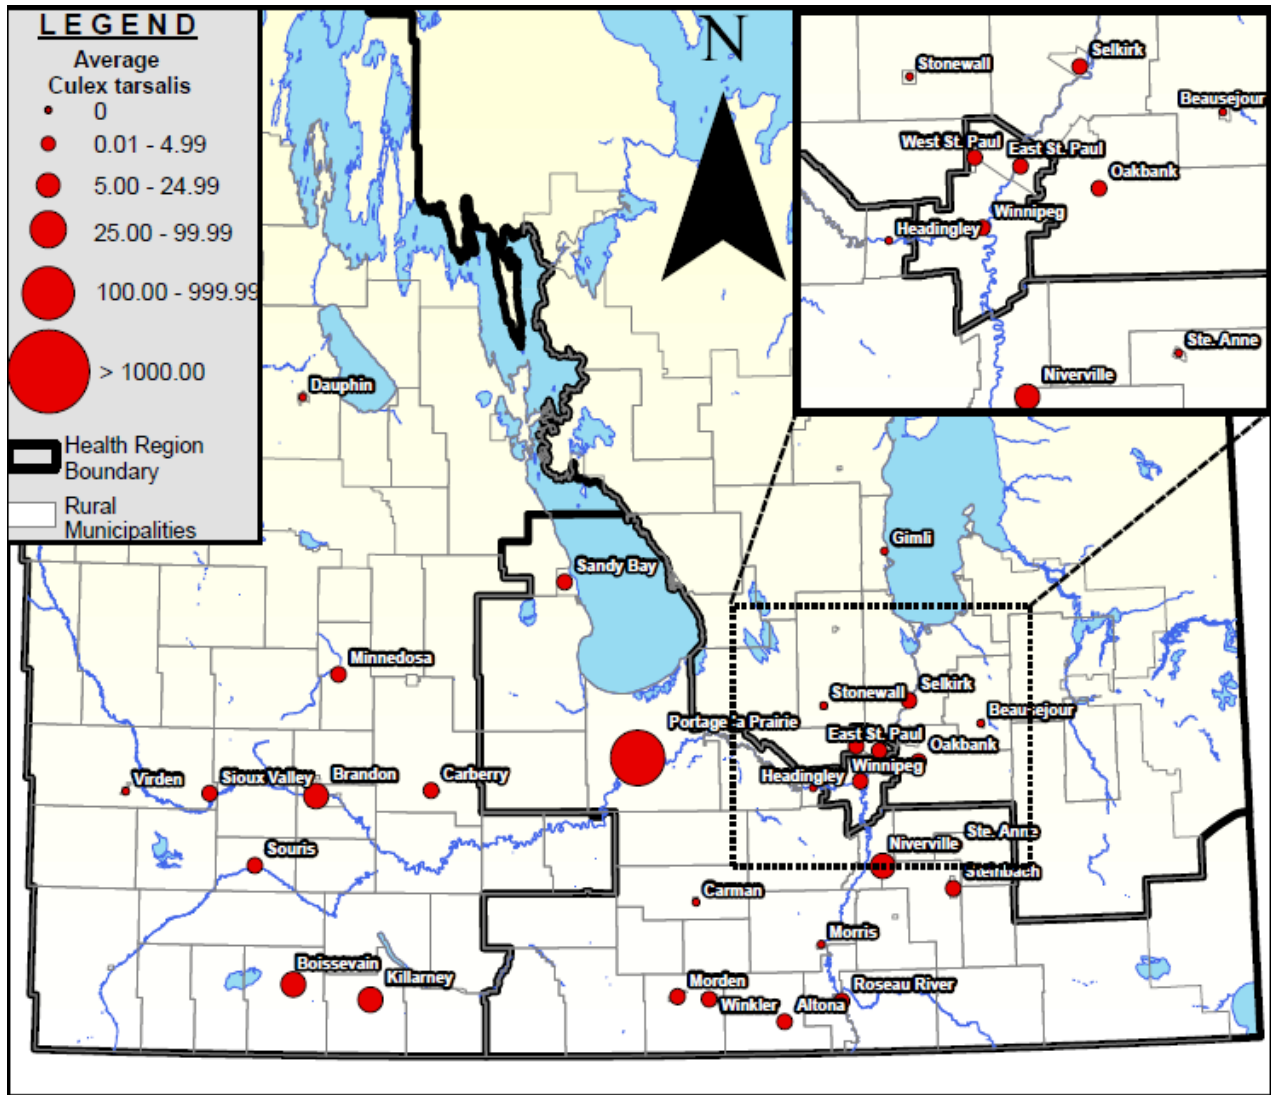 LEGEND
Average
Culex tarsalis
0
0.01 - 4.99
5.00 - 24.99
25.00 - 99.99
100.00 - 999.99
> 1000.00
Health Region
Boundary
Rural
Municipalities
N
Stonewall
Selkirk
Beausejour
West St. Paul
East St. Paul
Oakbank
Winnipeg
Headingley
Ste. Anne
Niverville
Dauphin
Gimli
Sandy Bay
Minnedosa
Stonewall
Selkirk
Beausejour
Portage la Prairie
East St. Paul
Oakbank
Virden
Sioux Valley
Brandon
Carberry
Headingley
Winnipeg
Souris
Niverville
Ste. Anne
Steinbach
Carman
Morris
Boissevain
Killarney
Morden
Winkler
Altona
Roseau River